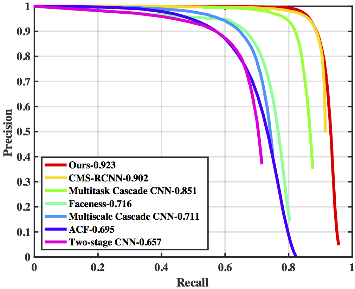 1
0.9
0.8
0.7
0.6
0.5
0.4
0.3
0.2
0.1
0
Precision
Ours-0.923
CMS-RCNN-0.902
Multitask Cascade CNN-0.851
Faceness-0.716
Multiscale Cascade CNN-0.711
ACF-0.695
Two-stage CNN-0.657
0 0.2 0.4 0.6 0.8 1
Recall